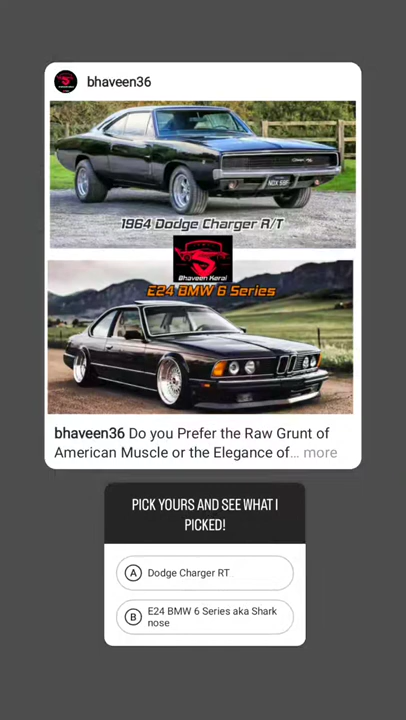 bhaveen36
NDX 59F
1964 Dodge Charger R/T
Bhaveen Keral
E24 BMW 6 Series
bhaveen36 Do you Prefer the Raw Grunt of
American Muscle or the Elegance of... more
PICK YOURS AND SEE WHAT I
PICKED!
A Dodge Charger RT
B E24 BMW 6 Series aka Shark
nose